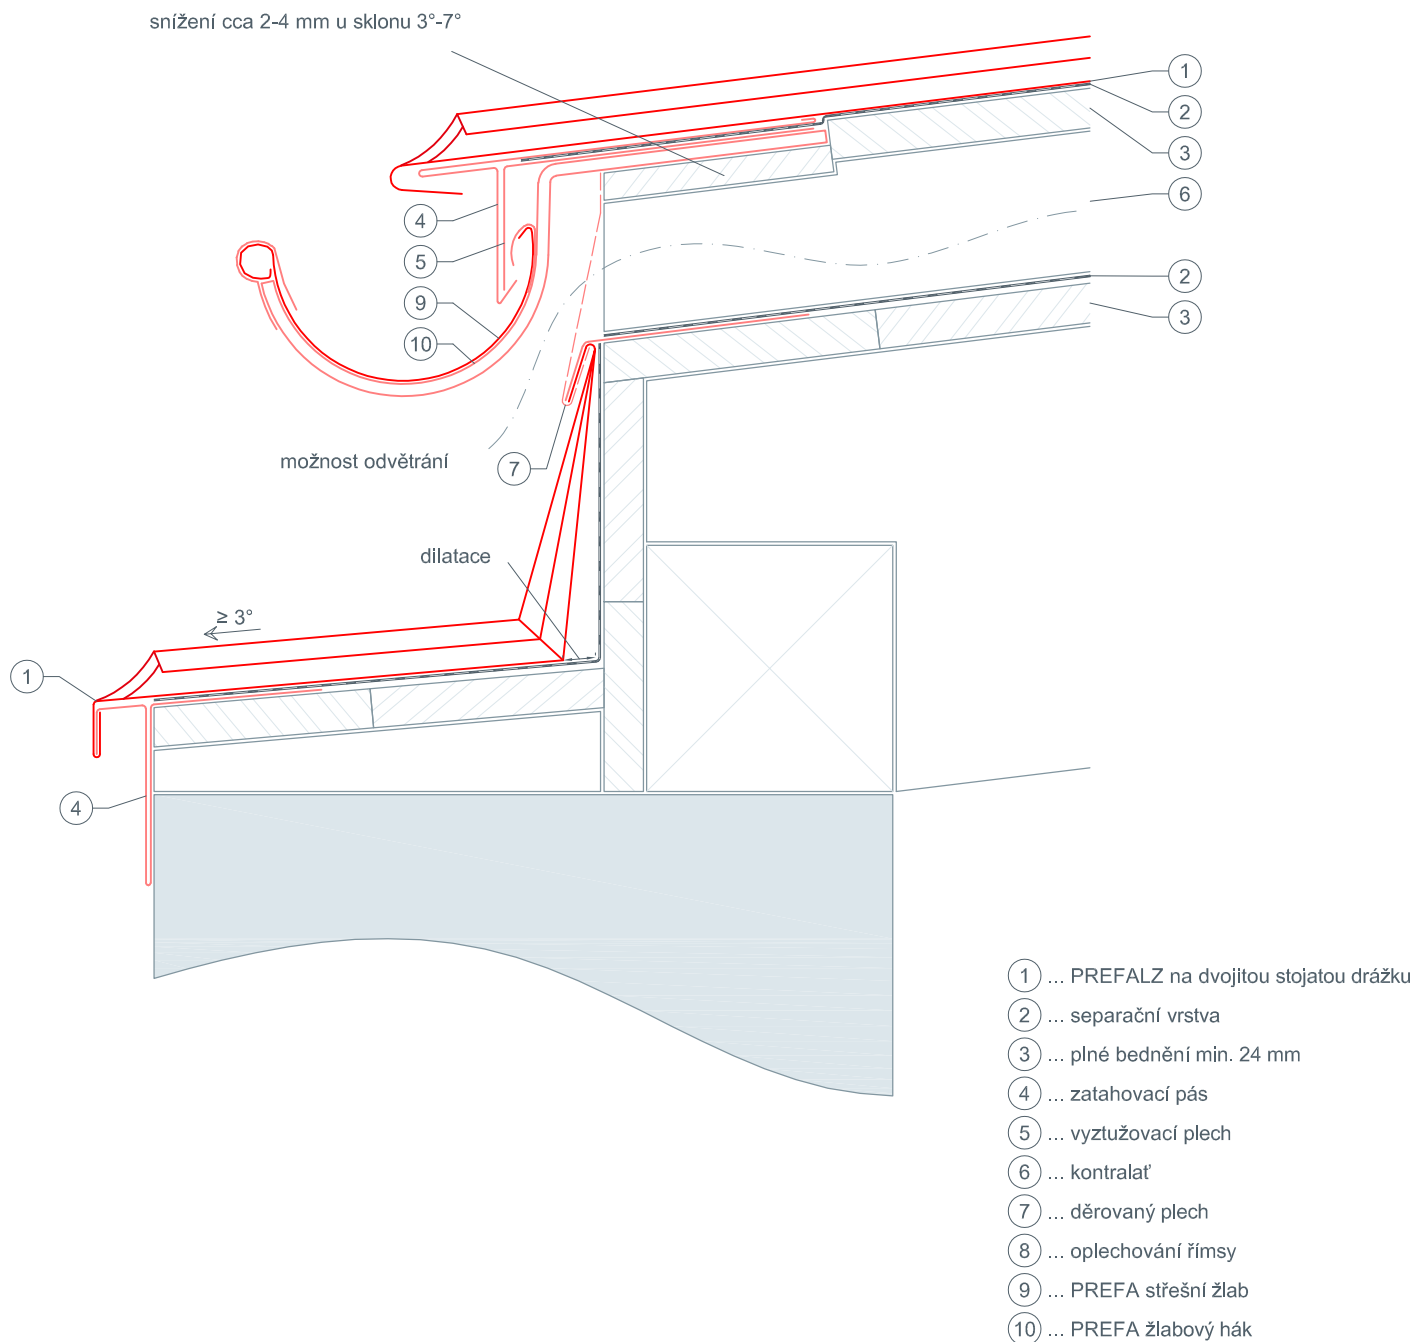 snížení cca 2-4 mm u sklonu 3°-7°
1
2
3
6
4
5
2
9
3
10
možnost odvětrání
7
dilatace
≥ 3°
1
4
1 ... PREFALZ na dvojitou stojatou drážku
2 ... separační vrstva
3 ... plné bednění min. 24 mm
4 ... zatahovací pás
5 ... vyztužovací plech
6 ... kontralať
7 ... děrovaný plech
8 ... oplechování římsy
9 ... PREFA střešní žlab
10 ... PREFA žlabový hák